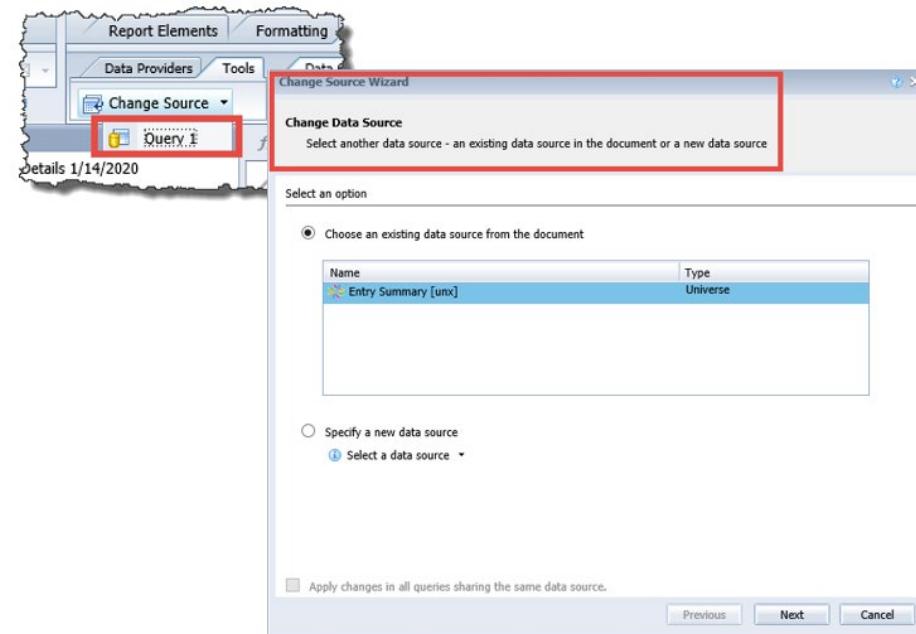 Report Elements Formatting
Data Providers Tools
Change Source
Query 1
Details 1/14/2020
Change Source Wizard
Change Data Source
Select another data source - an existing data source in the document or a new data source
Select an option
Choose an existing data source from the document
Name Type
Entry Summary [unx] Universe
Specify a new data source
Select a data source
Apply changes in all queries sharing the same data source.
Previous Next Cancel